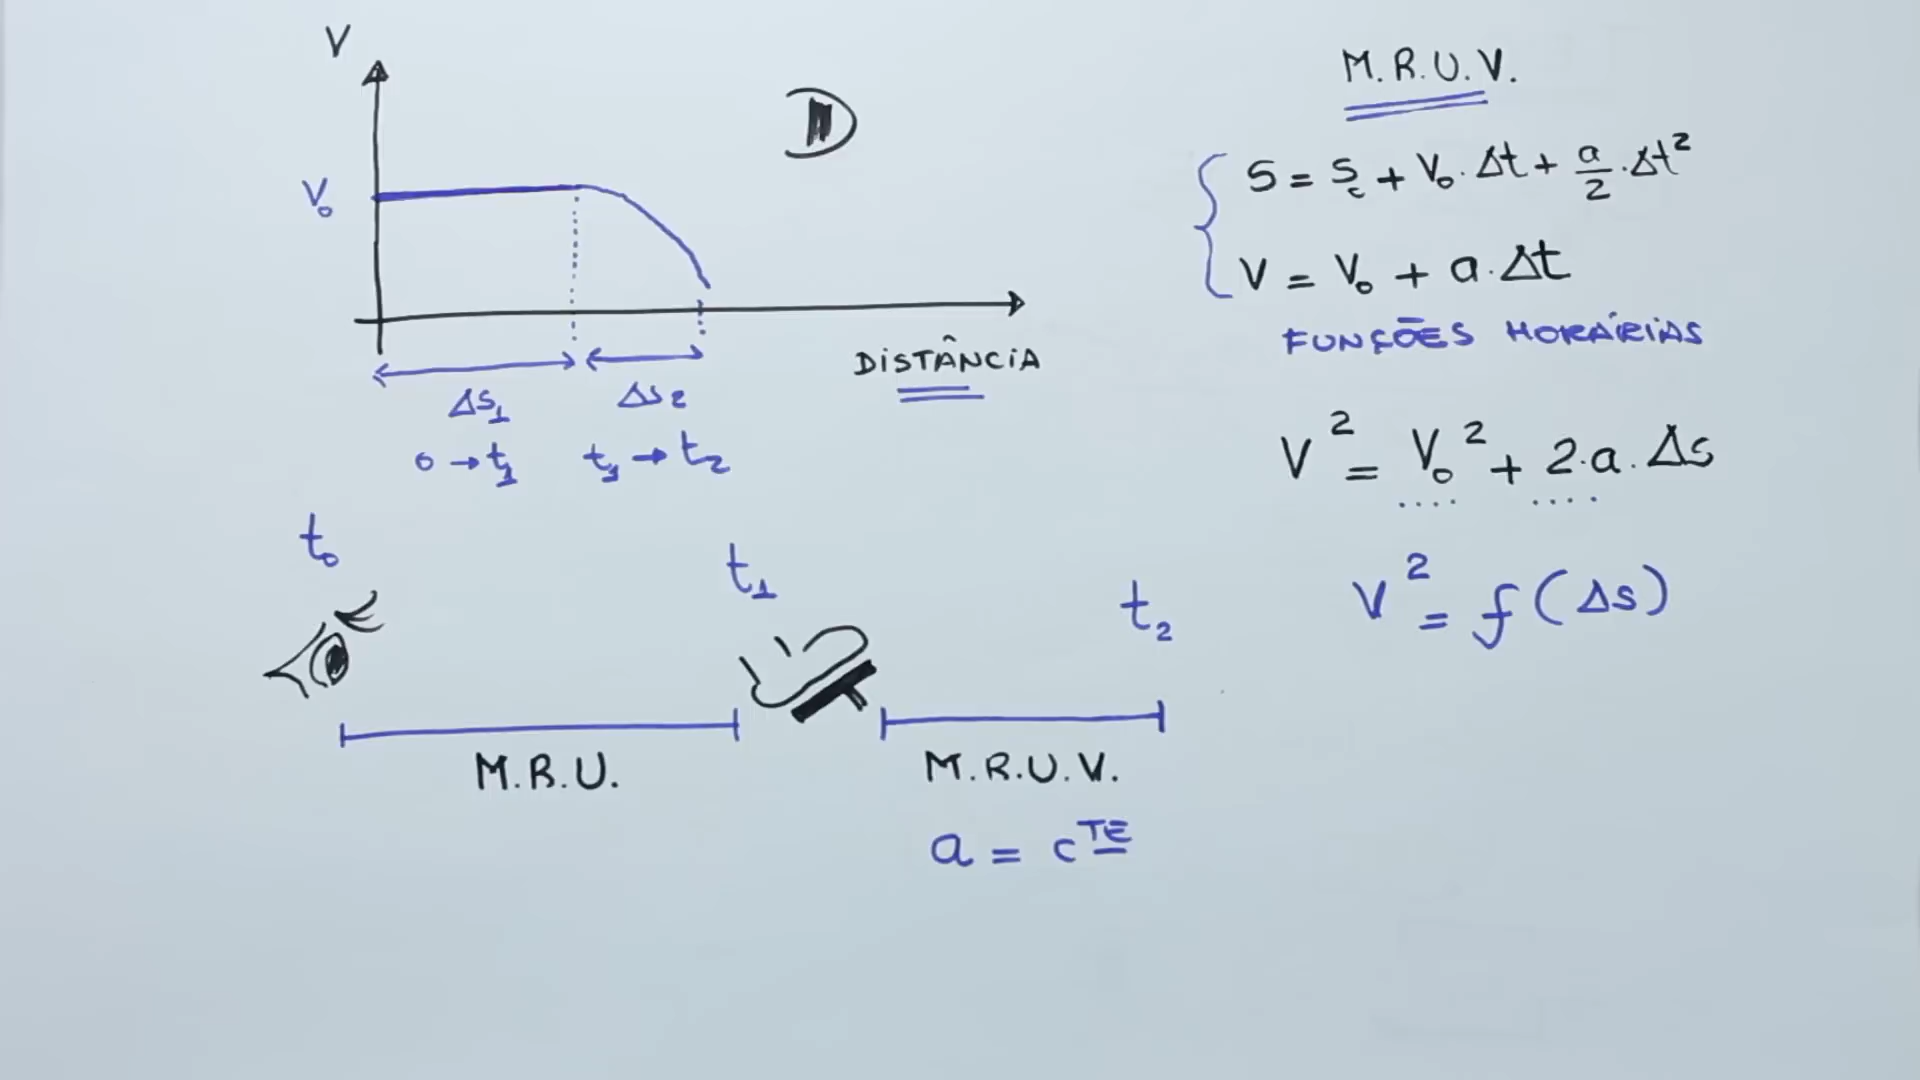 V
D
V₀
DISTÂNCIA
ΔS₁
ΔS₂
0 → t₁
t₁ → t₂
t₀
t₁
t₂
M.R.U.
M.R.U.V.
a = cᵀᴱ
M.R.U.V.
S = S₀ + V₀·Δt + a/2·Δt²
V = V₀ + a·Δt
FUNÇÕES HORÁRIAS
V² = V₀² + 2·a·Δs
V² = f(Δs)